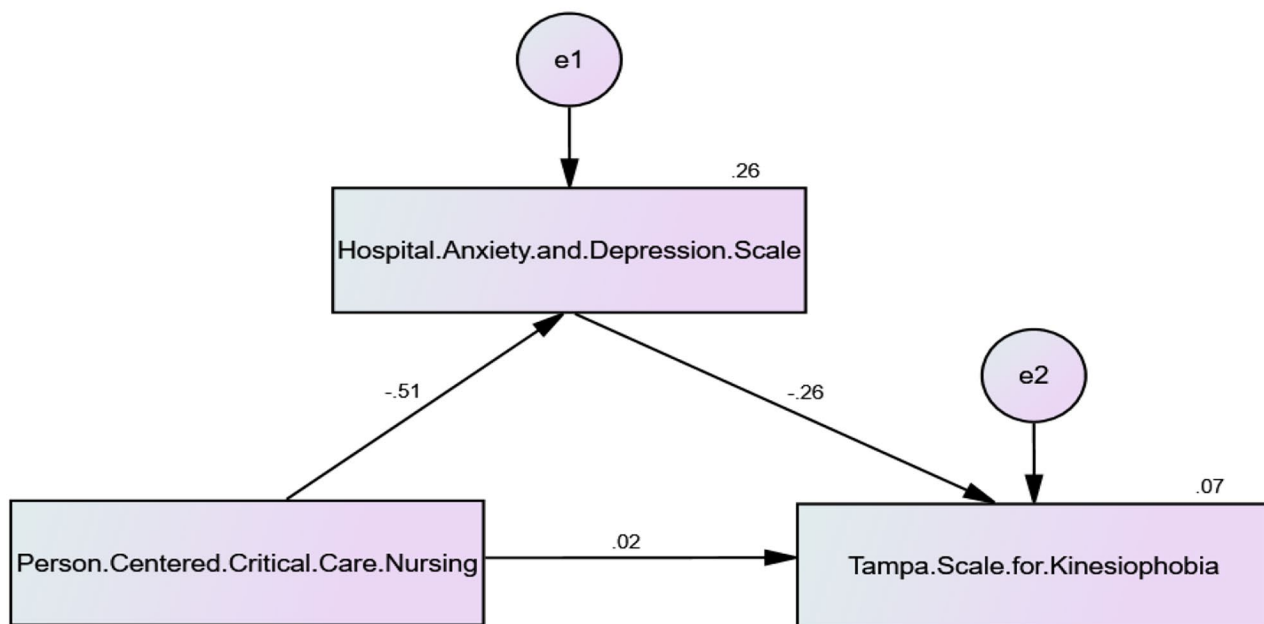 e1
.26
Hospital.Anxiety.and.Depression.Scale
e2
-.51
-.26
.07
.02
Person.Centered.Critical.Care.Nursing
Tampa.Scale.for.Kinesiophobia